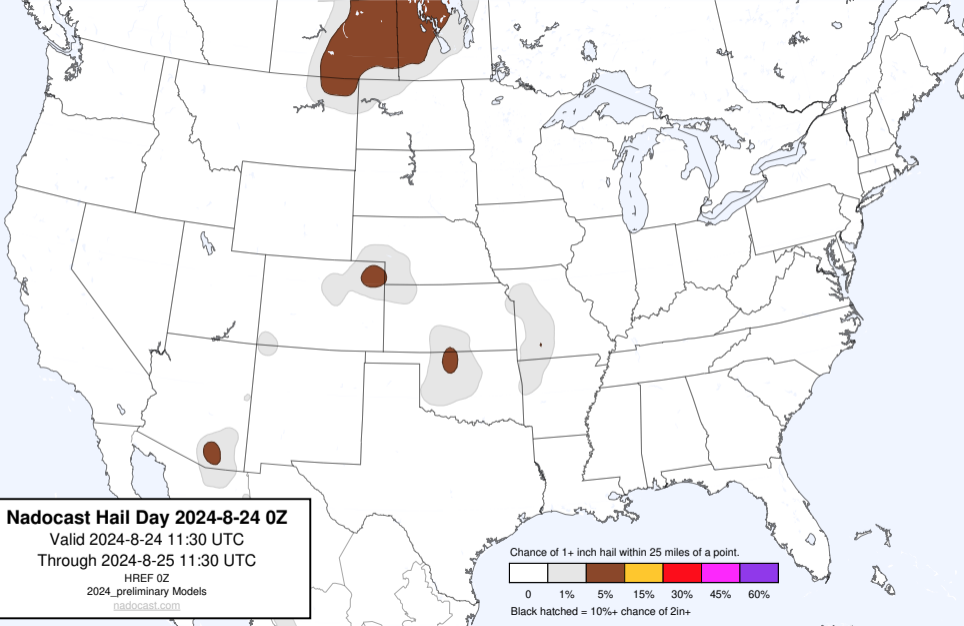 Nadocast Hail Day 2024-8-24 0Z
Valid 2024-8-24 11:30 UTC
Through 2024-8-25 11:30 UTC
HREF 0Z
2024_preliminary Models
nadocast.com
Chance of 1+ inch hail within 25 miles of a point.
0 1% 5% 15% 30% 45% 60%
Black hatched = 10%+ chance of 2in+